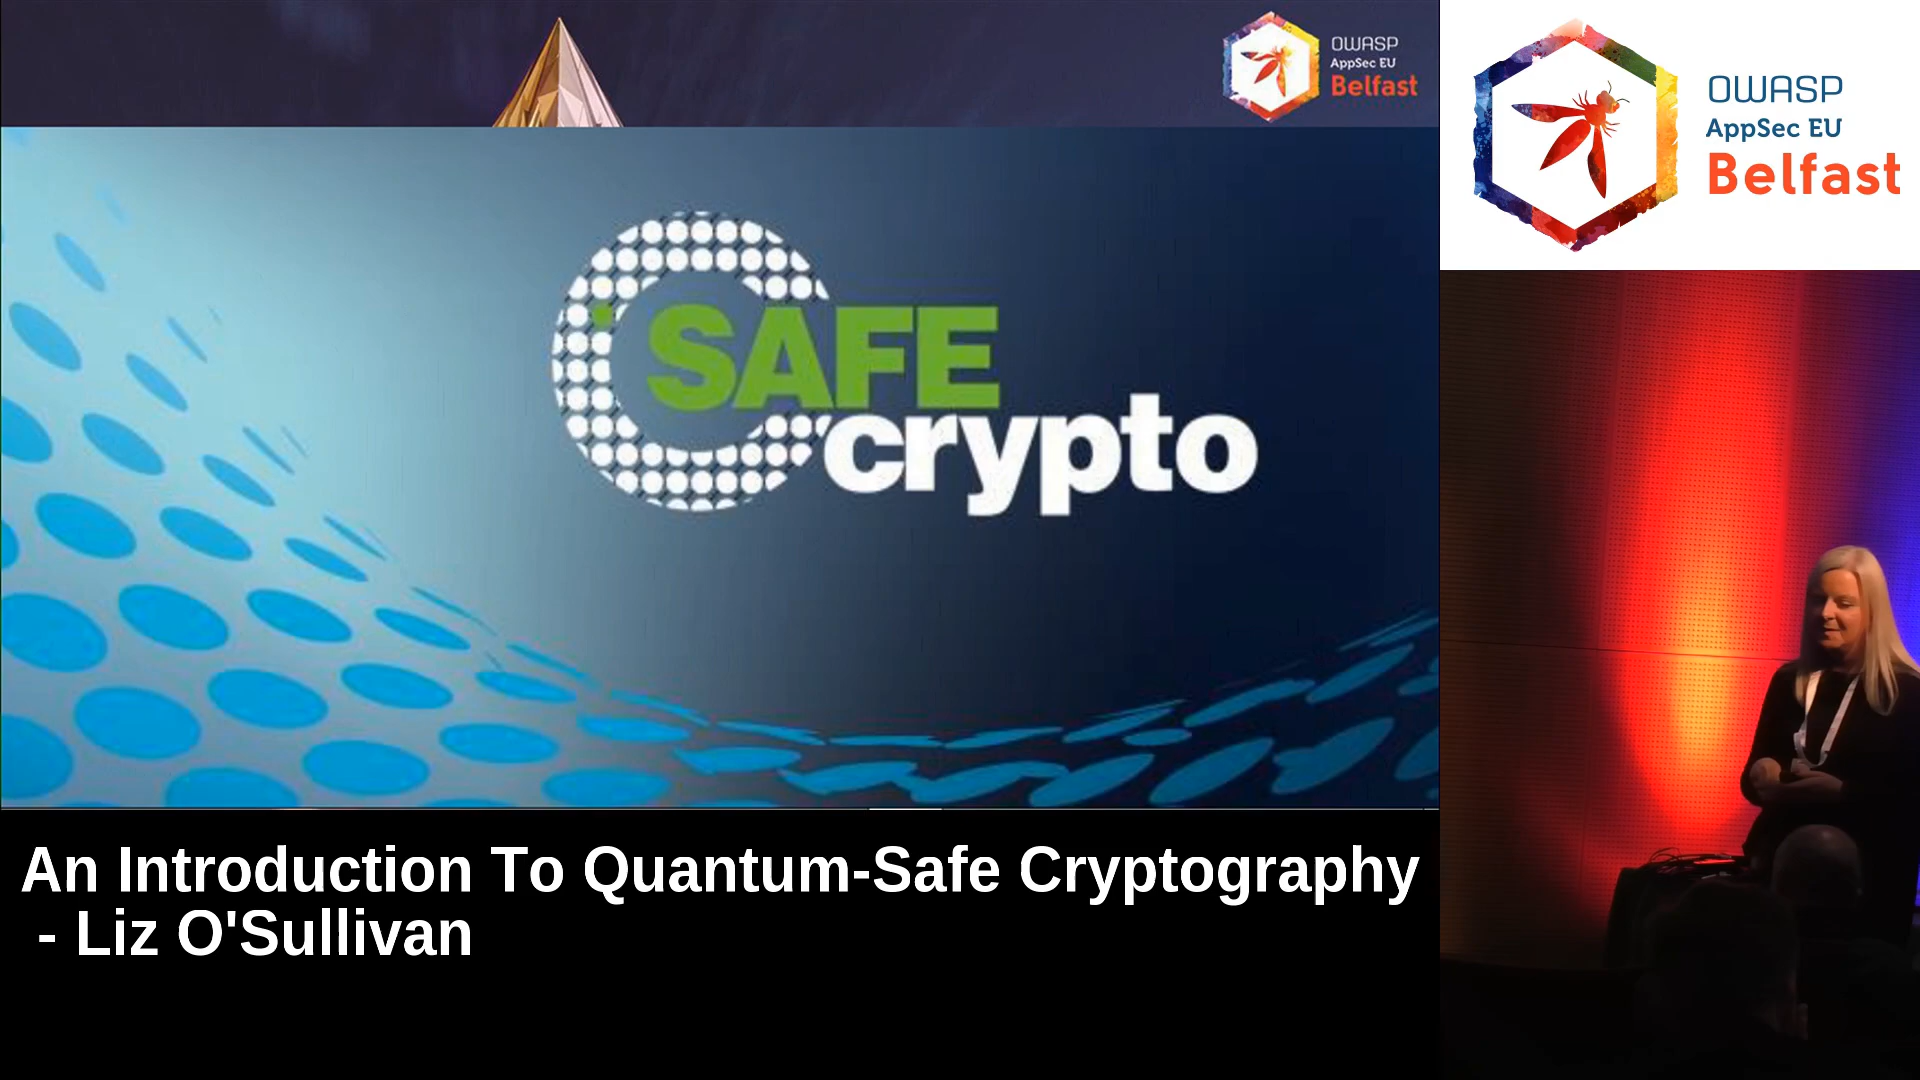 OWASP
AppSec EU
Belfast
SAFE
crypto
An Introduction To Quantum-Safe Cryptography
- Liz O'Sullivan
OWASP
AppSec EU
Belfast